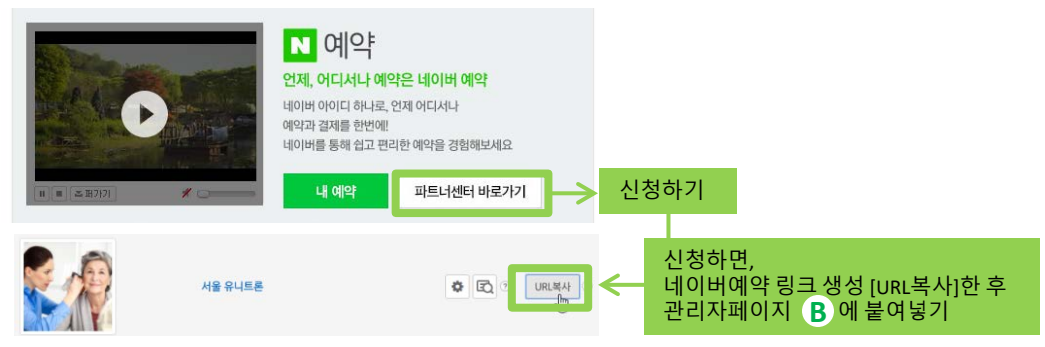 N 예약
언제, 어디서나 예약은 네이버 예약
네이버 아이디 하나로, 언제 어디서나
예약과 결제를 한번에!
네이버를 통해 쉽고 편리한 예약을 경험해보세요
퍼가기
내 예약
파트너센터 바로가기
신청하기
서울 유니트론
?
URL복사
신청하면,
네이버예약 링크 생성 [URL복사]한 후
관리자페이지 B 에 붙여넣기